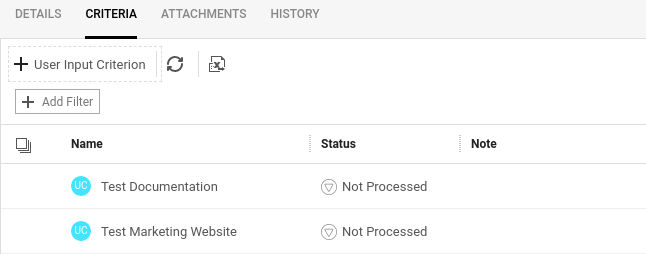 DETAILS CRITERIA ATTACHMENTS HISTORY
User Input Criterion
Add Filter
Name Status Note
UC Test Documentation Not Processed
UC Test Marketing Website Not Processed